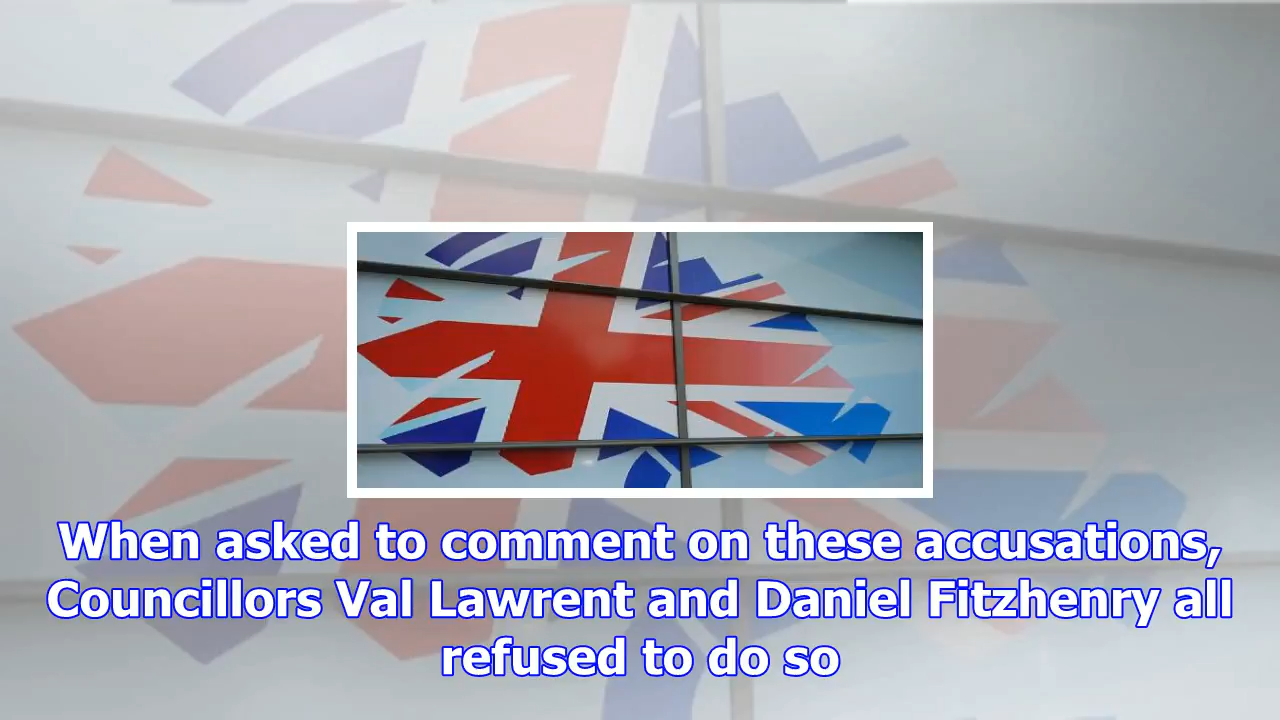 When asked to comment on these accusations,
Councillors Val Lawrent and Daniel Fitzhenry all
refused to do so